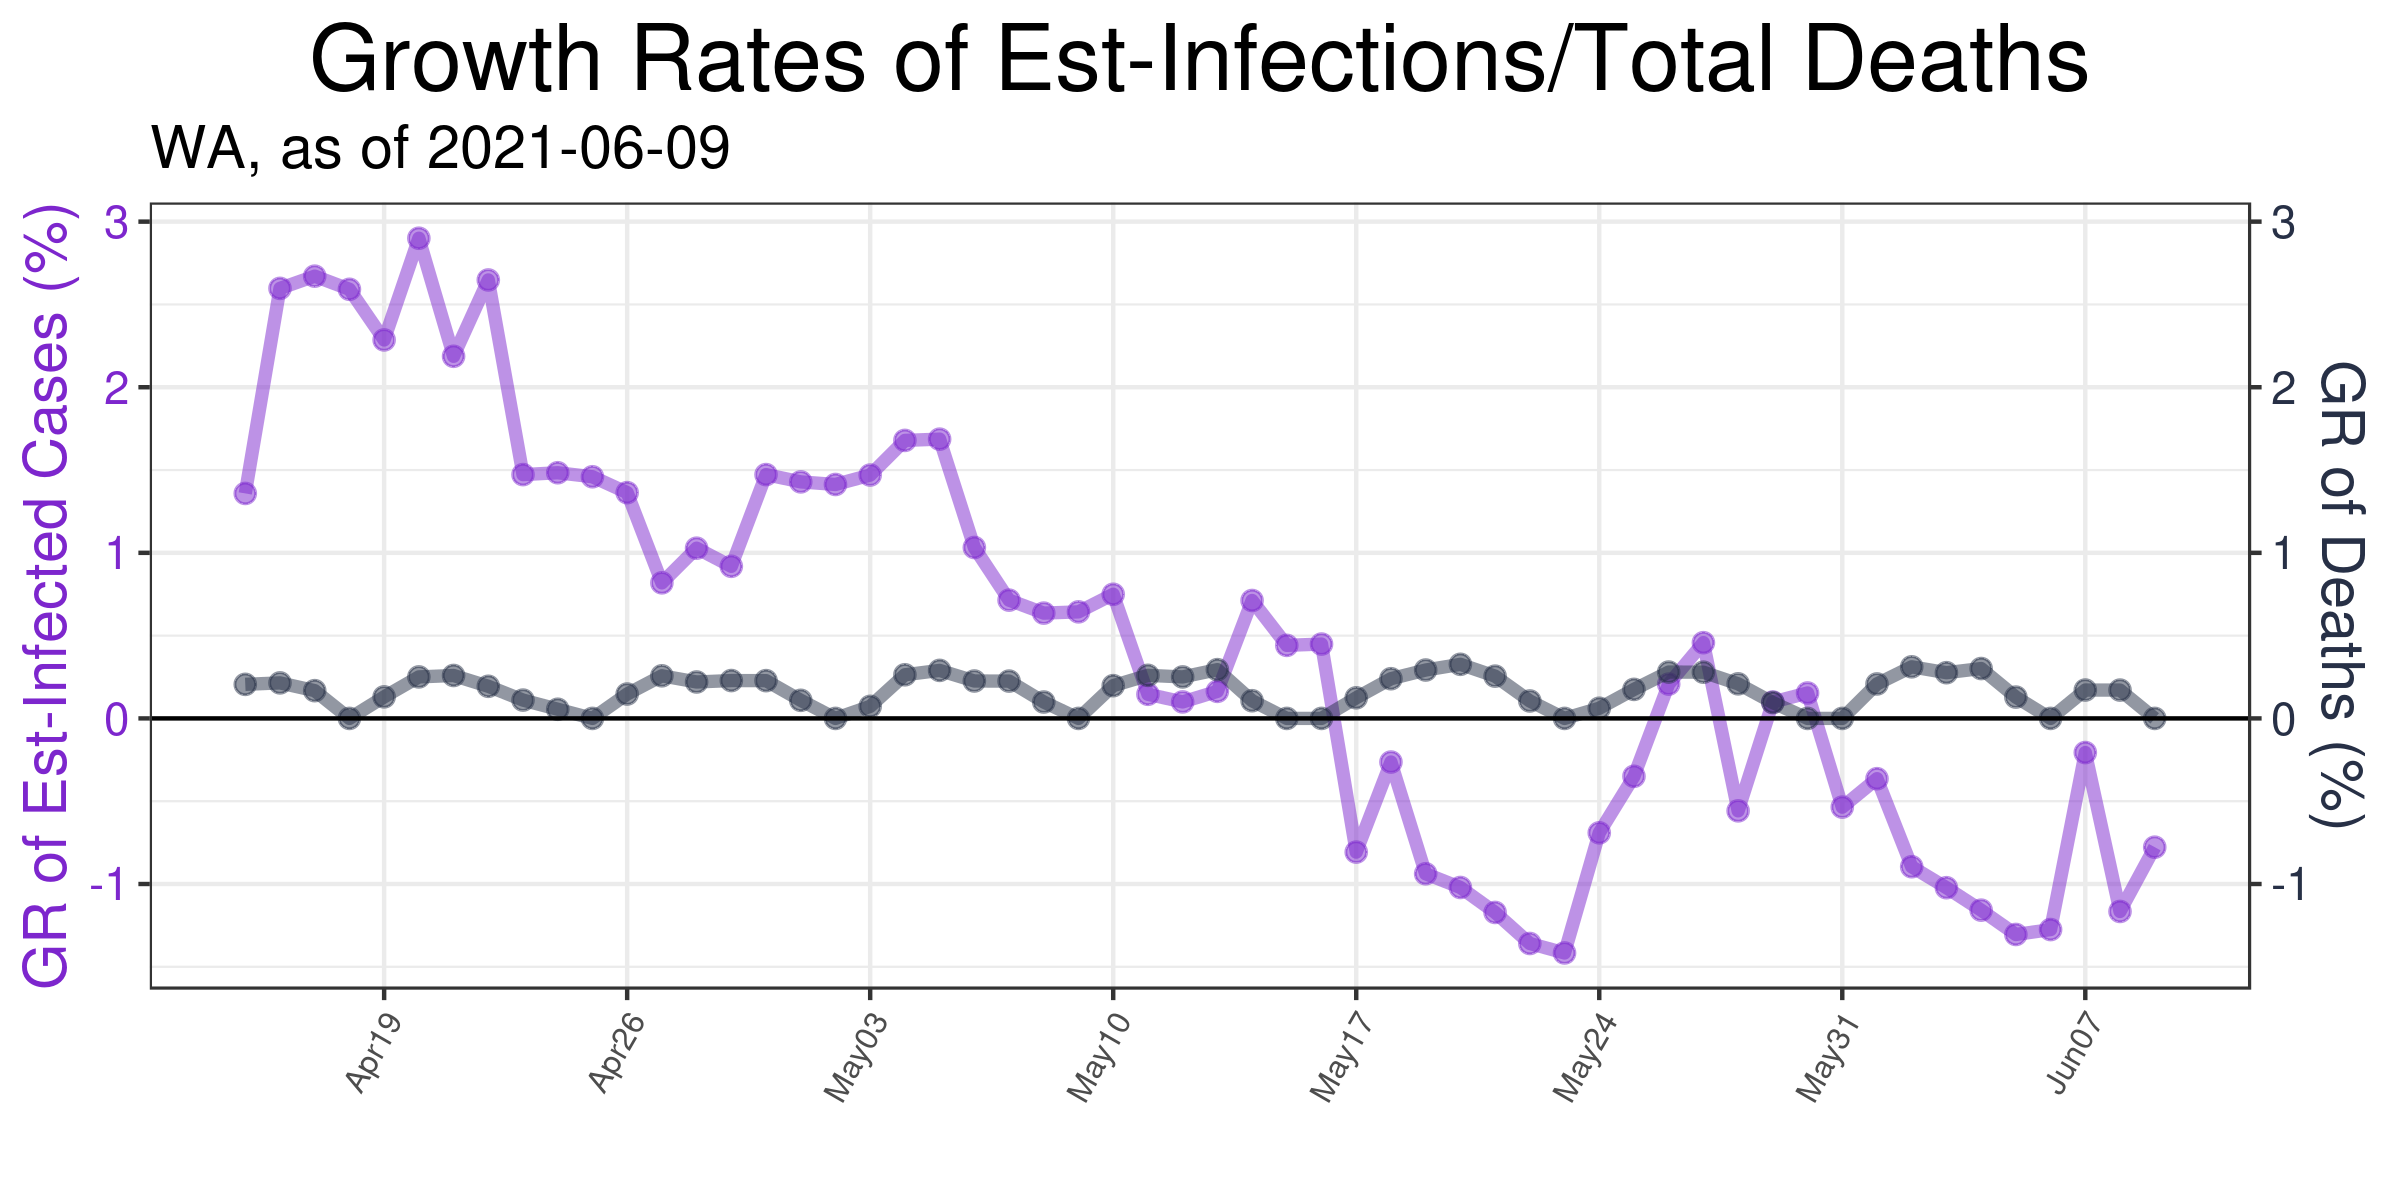 Growth Rates of Est-Infections/Total Deaths
WA, as of 2021-06-09
GR of Est-Infected Cases (%)
3
2
1
0
-1
3
2
1
0
-1
GR of Deaths (%)
Apr19
Apr26
May03
May10
May17
May24
May31
Jun07